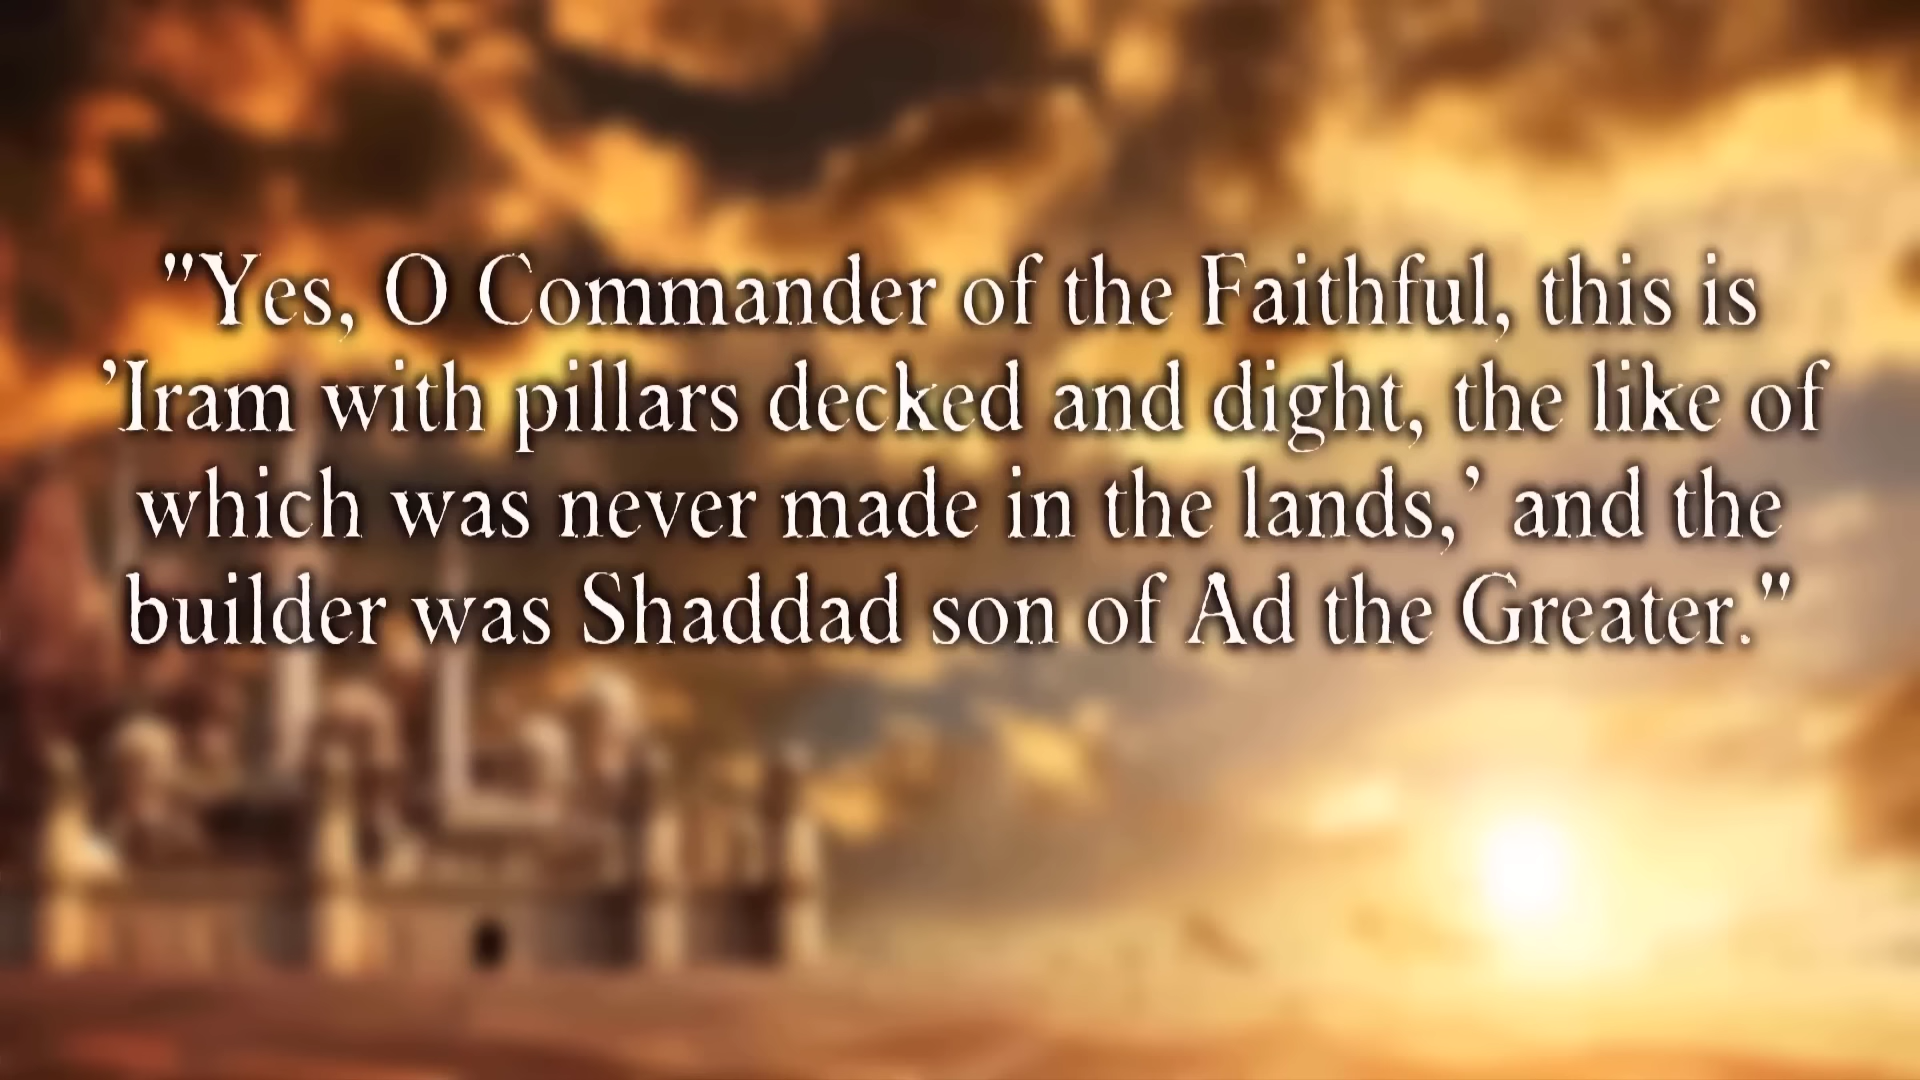 "Yes, O Commander of the Faithful, this is
'Iram with pillars decked and dight, the like of
which was never made in the lands,' and the
builder was Shaddad son of Ad the Greater."